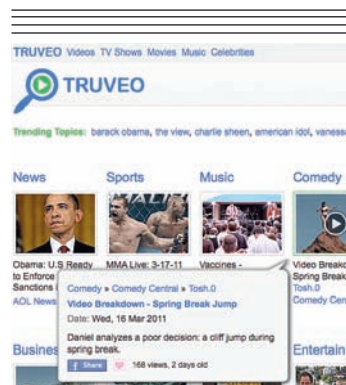 TRUVEO Videos TV Shows Movies Music Celebrities
TRUVEO
Trending Topics: barack obama, the view, charlie sheen, american idol, vaness
News Sports Music Comedy
Obama: U.S Ready
to Enforce
Sanctions
AOL News
MMA Live: 3-17-11
Vaccines -
Video Breakd
Spring Break
Tosh.0
Comedy Cen
Comedy » Comedy Central » Tosh.0
Video Breakdown - Spring Break Jump
Date: Wed, 16 Mar 2011
Daniel analyzes a poor decision: a cliff jump during
spring break.
f Share 168 views, 2 days old
Busines
Entertain